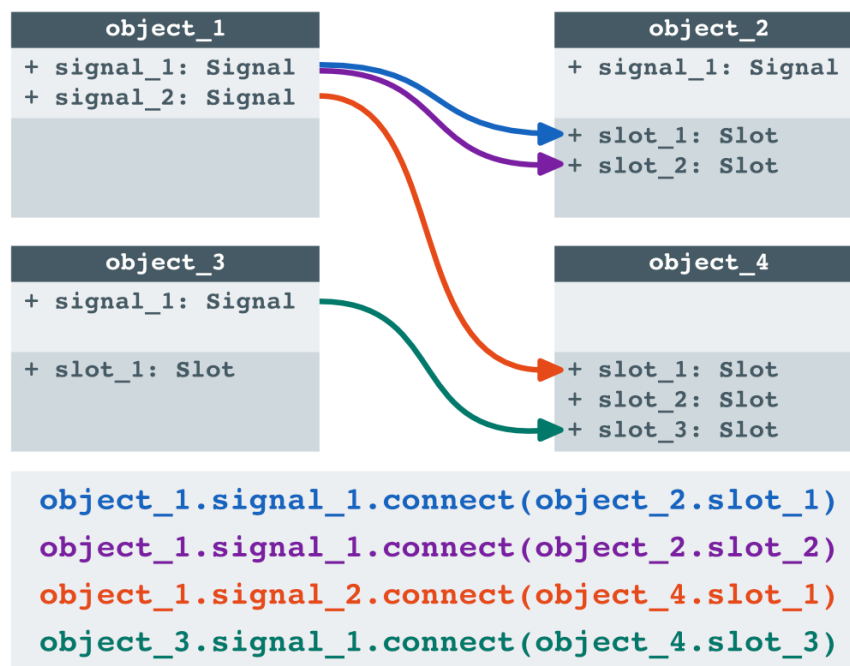 object_1
+ signal_1: Signal
+ signal_2: Signal
object_2
+ signal_1: Signal
+ slot_1: Slot
+ slot_2: Slot
object_3
+ signal_1: Signal
+ slot_1: Slot
object_4
+ slot_1: Slot
+ slot_2: Slot
+ slot_3: Slot
object_1.signal_1.connect(object_2.slot_1)
object_1.signal_1.connect(object_2.slot_2)
object_1.signal_2.connect(object_4.slot_1)
object_3.signal_1.connect(object_4.slot_3)